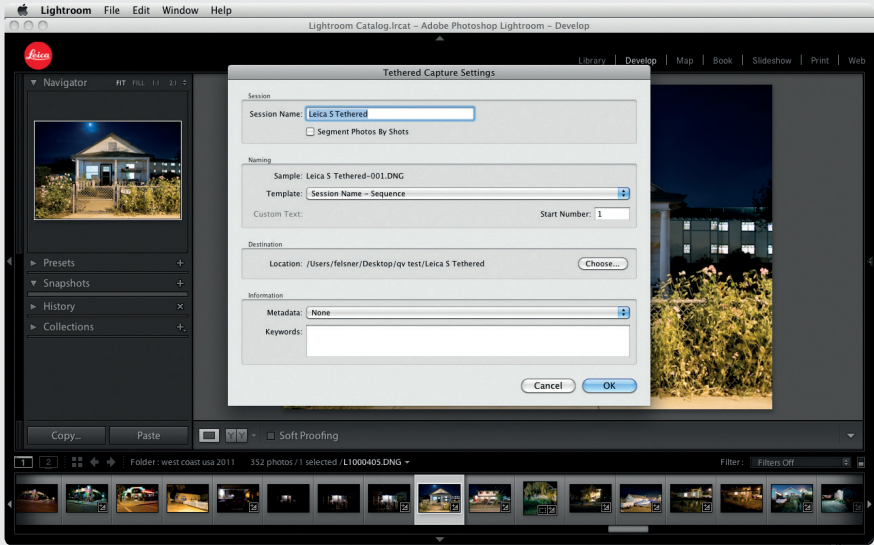 Lightroom File Edit Window Help
Lightroom Catalog.lrcat – Adobe Photoshop Lightroom – Develop
Leica
Library | Develop | Map | Book | Slideshow | Print | Web
Navigator FIT FILL 1:1 2:1
Tethered Capture Settings
Session
Session Name: Leica S Tethered
Segment Photos By Shots
Naming
Sample: Leica S Tethered-001.DNG
Template: Session Name – Sequence
Custom Text:
Start Number: 1
Destination
Location: /Users/felsner/Desktop/qv test/Leica S Tethered
Choose...
Information
Metadata: None
Keywords:
Cancel OK
Presets
Snapshots
History
Collections
Copy... Paste
Y Y
Soft Proofing
1 2 Folder : west coast usa 2011 352 photos / 1 selected / L1000405.DNG
Filter : Filters Off